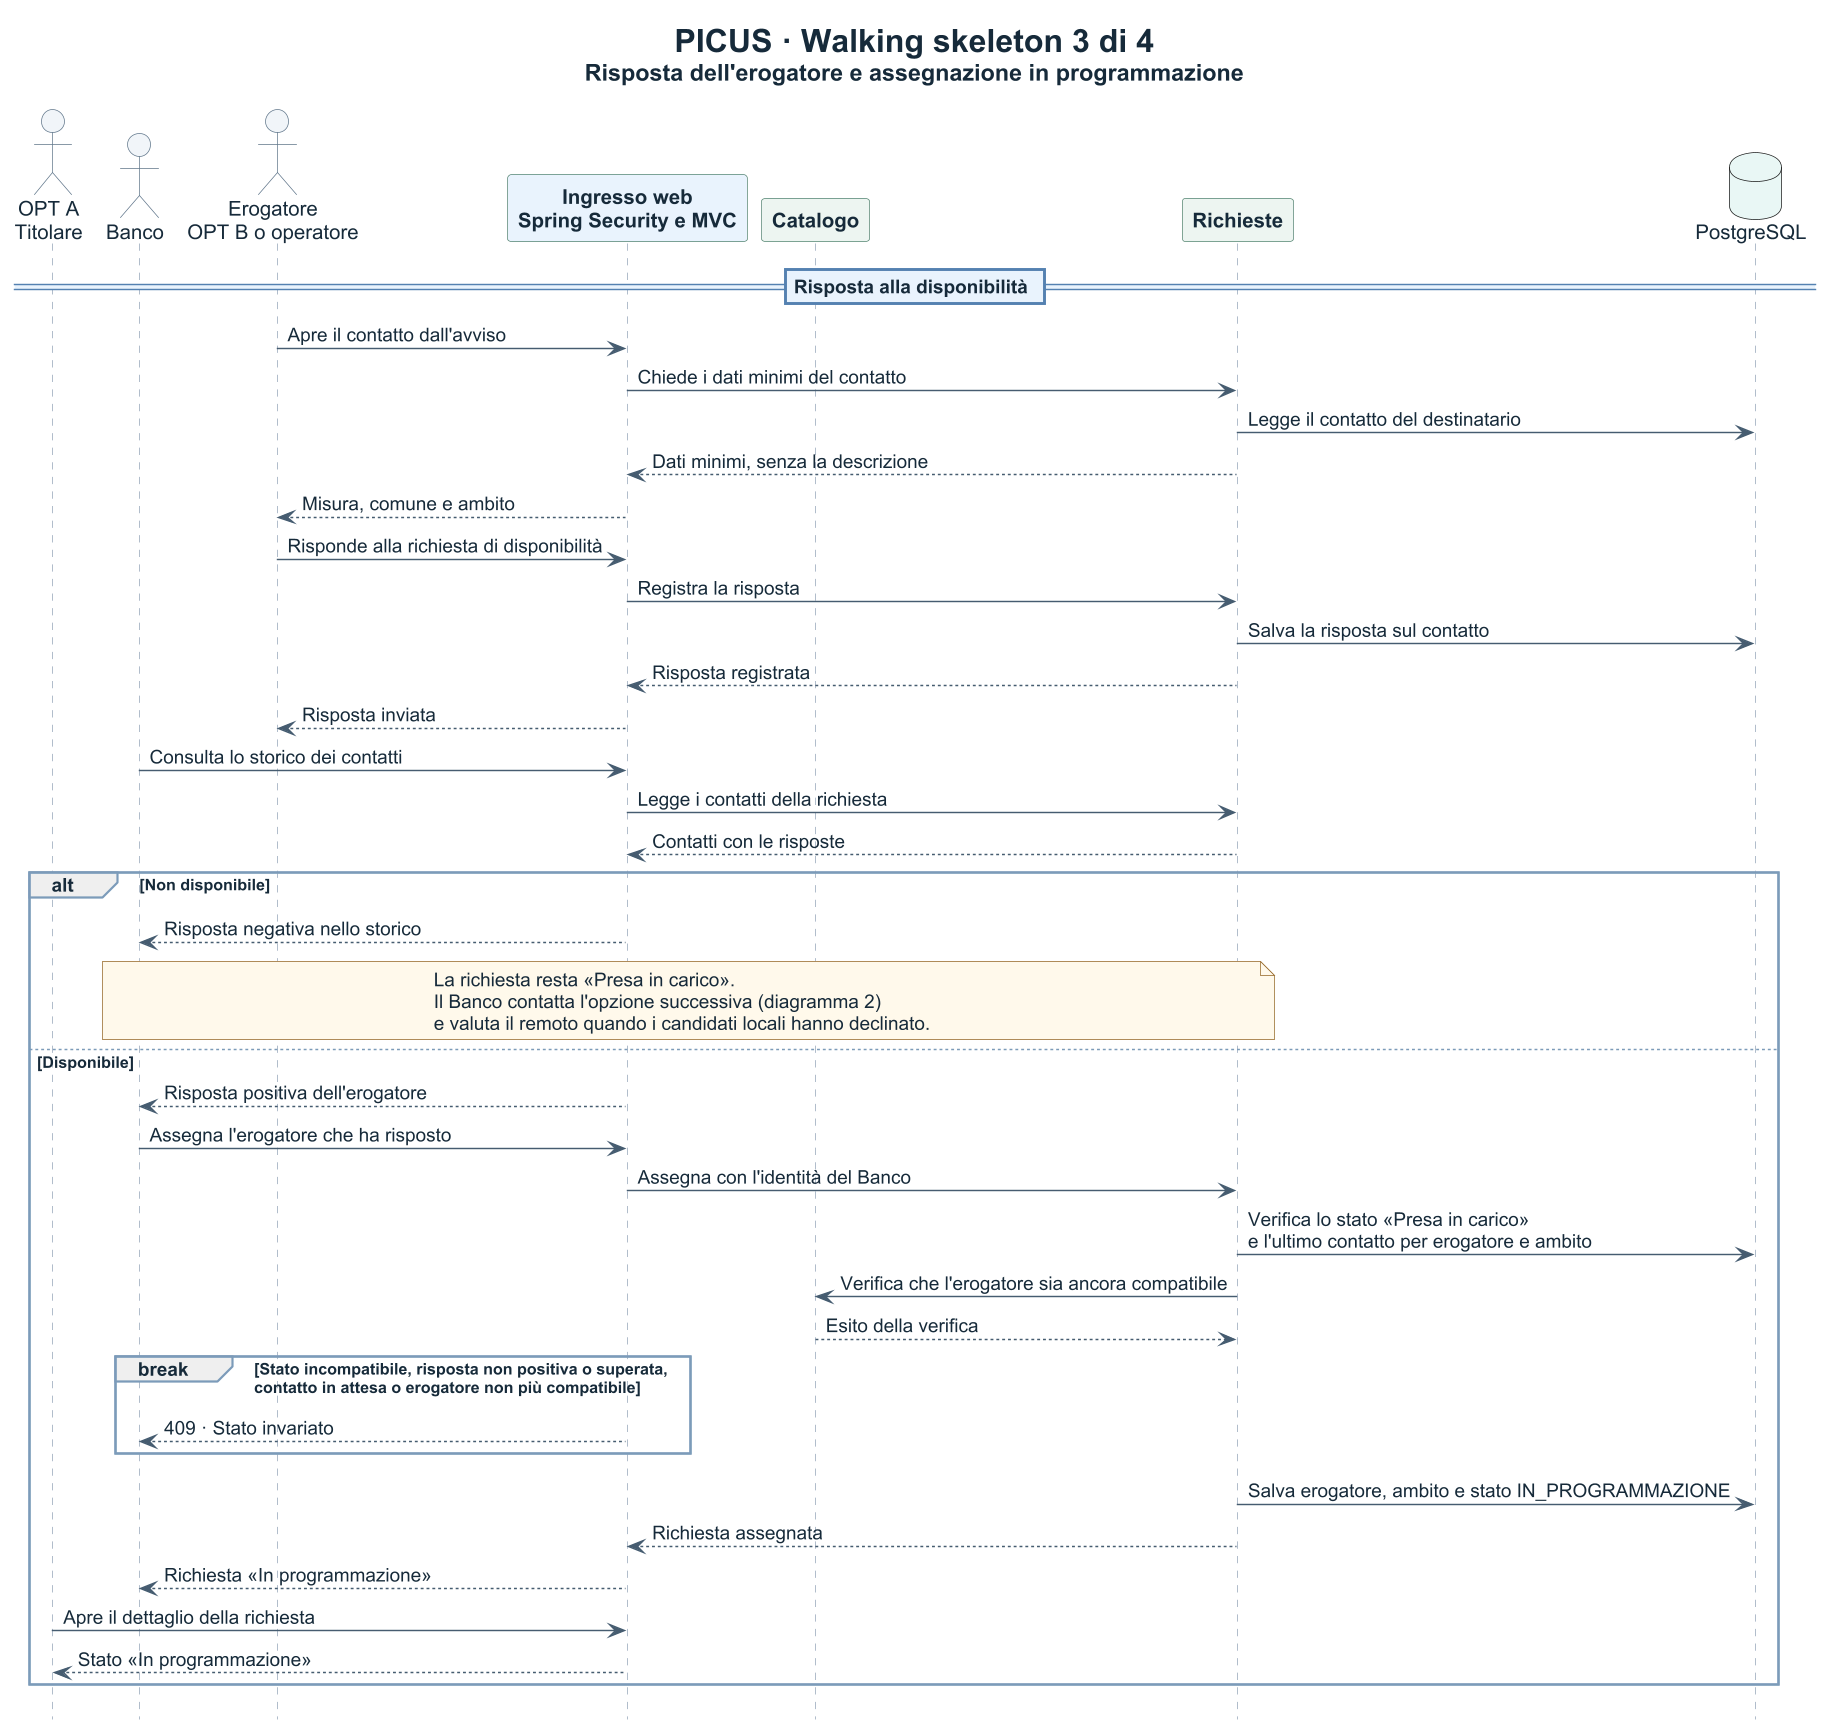 PICUS · Walking skeleton 3 di 4
Risposta dell'erogatore e assegnazione in programmazione
OPT A
Titolare
Banco
Erogatore
OPT B o operatore
Ingresso web
Spring Security e MVC
Catalogo
Richieste
PostgreSQL
Risposta alla disponibilità
Apre il contatto dall'avviso
Chiede i dati minimi del contatto
Legge il contatto del destinatario
Dati minimi, senza la descrizione
Misura, comune e ambito
Risponde alla richiesta di disponibilità
Registra la risposta
Salva la risposta sul contatto
Risposta registrata
Risposta inviata
Consulta lo storico dei contatti
Legge i contatti della richiesta
Contatti con le risposte
alt
[Non disponibile]
Risposta negativa nello storico
La richiesta resta «Presa in carico».
Il Banco contatta l'opzione successiva (diagramma 2)
e valuta il remoto quando i candidati locali hanno declinato.
[Disponibile]
Risposta positiva dell'erogatore
Assegna l'erogatore che ha risposto
Assegna con l'identità del Banco
Verifica lo stato «Presa in carico»
e l'ultimo contatto per erogatore e ambito
Verifica che l'erogatore sia ancora compatibile
Esito della verifica
break
[Stato incompatibile, risposta non positiva o superata,
contatto in attesa o erogatore non più compatibile]
409 · Stato invariato
Salva erogatore, ambito e stato IN_PROGRAMMAZIONE
Richiesta assegnata
Richiesta «In programmazione»
Apre il dettaglio della richiesta
Stato «In programmazione»